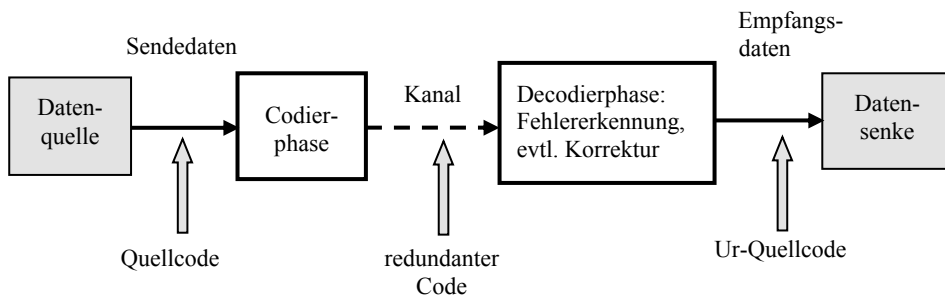 Sendedaten
Empfangs-
daten
Daten-
quelle
Codier-
phase
Kanal
Decodierphase:
Fehlererkennung,
evtl. Korrektur
Daten-
senke
Quellcode
redundanter
Code
Ur-Quellcode